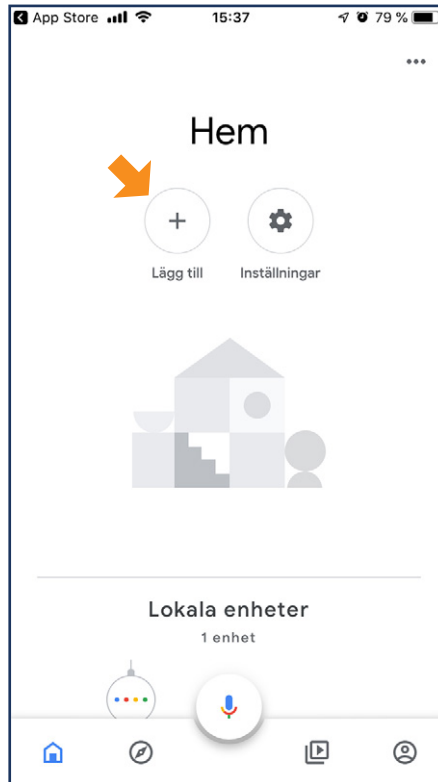 App Store 15:37 79 %
Hem
Lägg till Inställningar
Lokala enheter
1 enhet